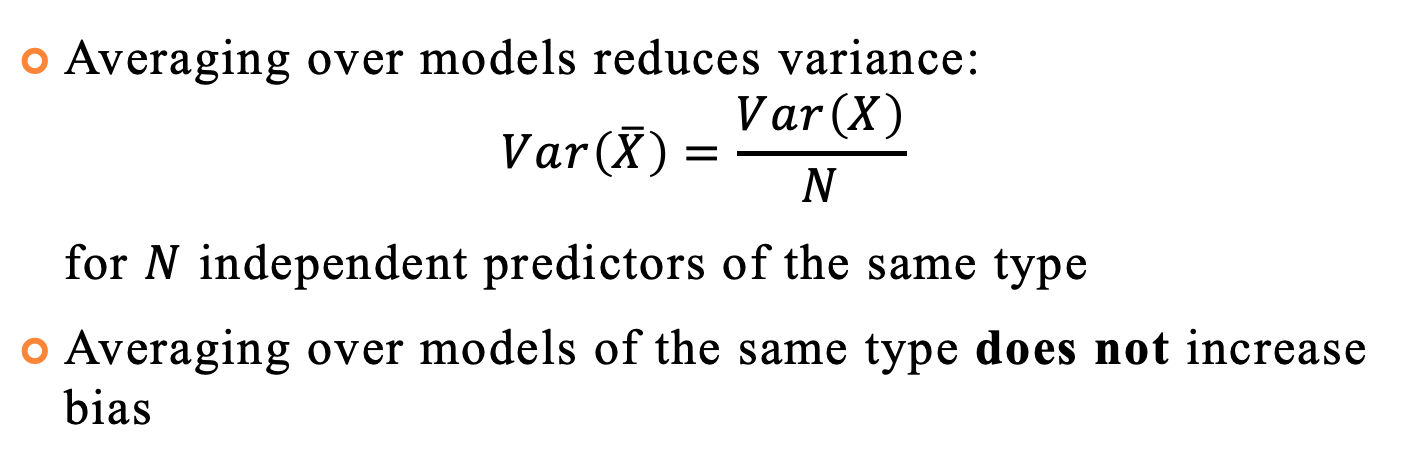 Averaging over models reduces variance:
Var(X̄) = Var(X) / N
for N independent predictors of the same type
Averaging over models of the same type does not increase
bias